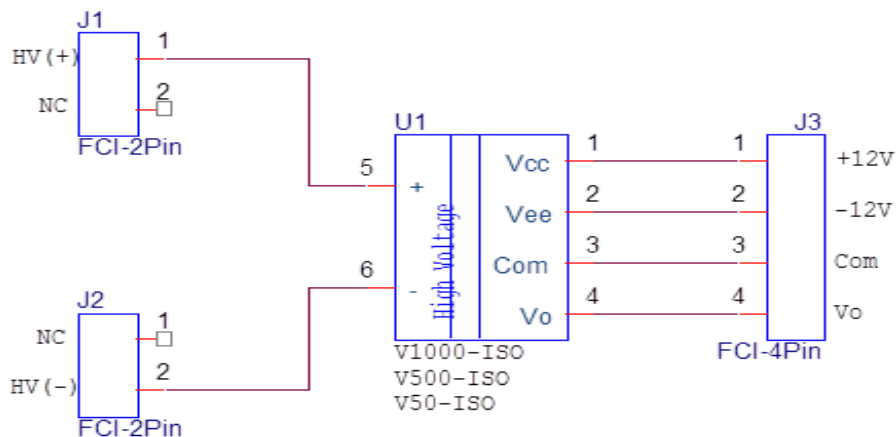 J1
HV(+) 1
NC 2
FCI-2Pin
U1
J3
5 + Vcc 1 1 +12V
Vee 2 2 -12V
High Voltage
6 - Com 3 3 Com
Vo 4 4 Vo
J2
NC 1
HV(-) 2
FCI-2Pin
V1000-ISO
V500-ISO
V50-ISO
FCI-4Pin